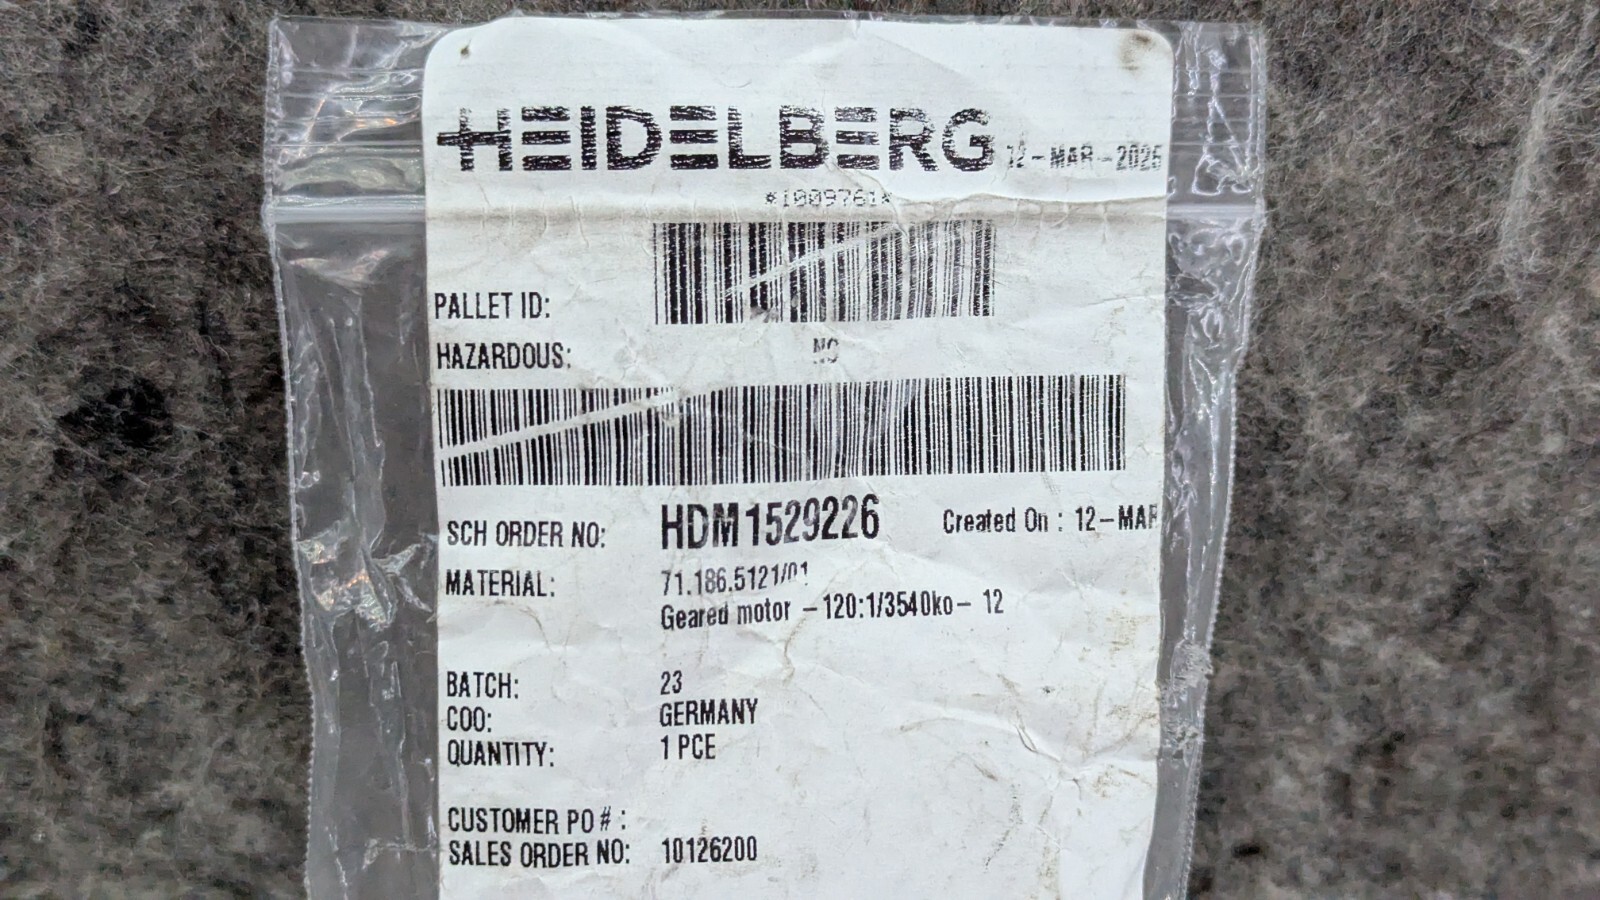 HEIDELBERG 12-MAR-2025
*1009761*
PALLET ID:
HAZARDOUS: NO
SCH ORDER NO: HDM1529226 Created On : 12-MAR
MATERIAL: 71.186.5121/01
Geared motor -120:1/3540ko- 12
BATCH: 23
COO: GERMANY
QUANTITY: 1 PCE
CUSTOMER PO # :
SALES ORDER NO: 10126200